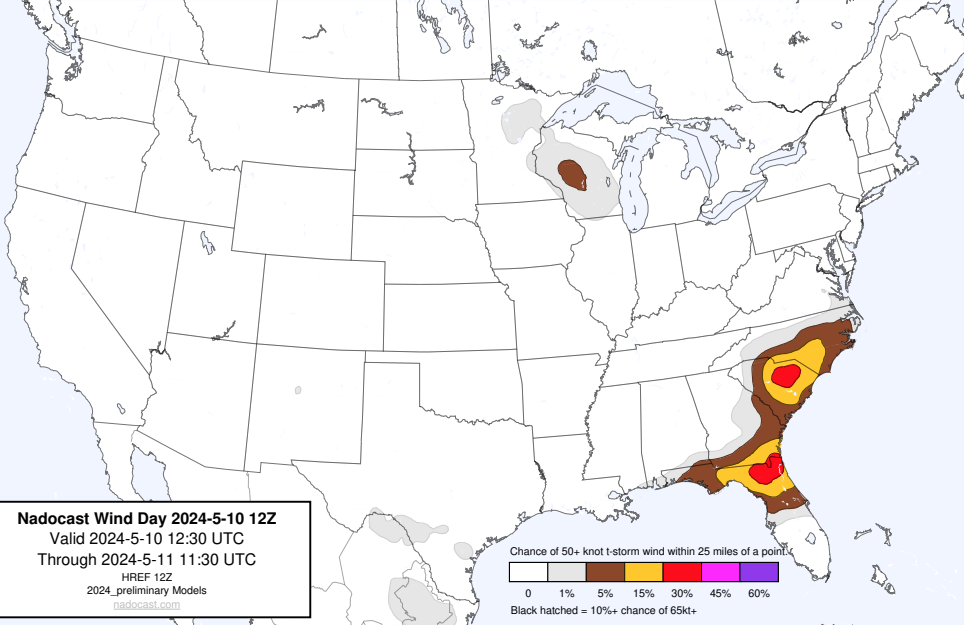 Nadocast Wind Day 2024-5-10 12Z
Valid 2024-5-10 12:30 UTC
Through 2024-5-11 11:30 UTC
HREF 12Z
2024_preliminary Models
nadocast.com
Chance of 50+ knot t-storm wind within 25 miles of a point.
0 1% 5% 15% 30% 45% 60%
Black hatched = 10%+ chance of 65kt+